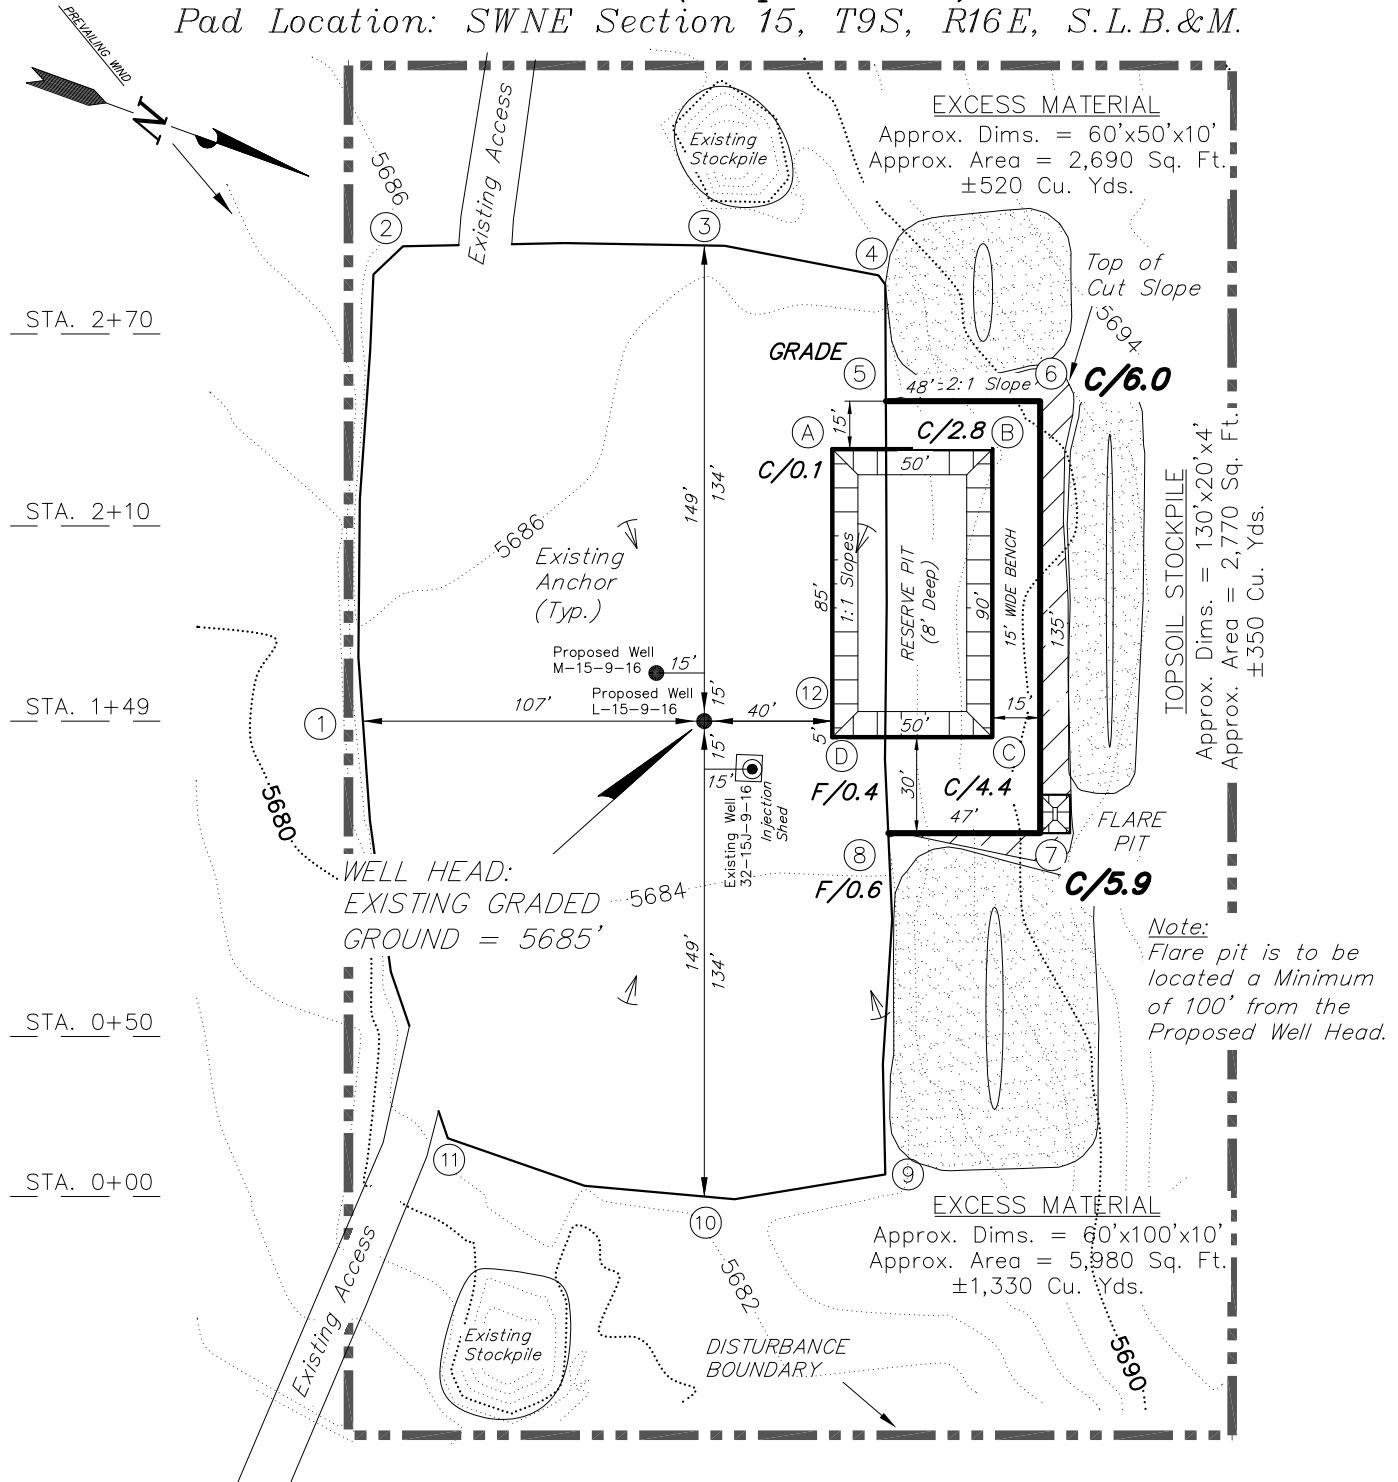 Pad Location: SWNE Section 15, T9S, R16E, S.L.B.&M.
PREVAILING WIND
N
EXCESS MATERIAL
Approx. Dims. = 60'x50'x10'
Approx. Area = 2,690 Sq. Ft.
±520 Cu. Yds.
Existing Access
Existing
Stockpile
5686
2
3
4
Top of
Cut Slope
5694
STA. 2+70
GRADE
5
48'
2:1 Slope
6
C/6.0
15'
A
C/2.8
B
C/0.1
50'
149'
134'
STA. 2+10
5686
Existing
Anchor
(Typ.)
1:1 Slopes
85'
RESERVE PIT
(8' Deep)
90'
15' WIDE BENCH
135'
TOPSOIL STOCKPILE
Approx. Dims. = 130'x20'x4'
Approx. Area = 2,770 Sq. Ft.
±350 Cu. Yds.
Proposed Well
M-15-9-16
15'
Proposed Well
L-15-9-16
15'
12
STA. 1+49
1
107'
40'
5'
50'
15'
15'
15'
D
C
F/0.4
30'
C/4.4
47'
Existing Well
32-15J-9-16
Injection
Shed
5680
FLARE
PIT
WELL HEAD:
EXISTING GRADED
GROUND = 5685'
5684
8
F/0.6
7
C/5.9
149'
134'
Note:
Flare pit is to be
located a Minimum
of 100' from the
Proposed Well Head.
STA. 0+50
11
9
STA. 0+00
10
EXCESS MATERIAL
Approx. Dims. = 60'x100'x10'
Approx. Area = 5,980 Sq. Ft.
±1,330 Cu. Yds.
Existing Access
5682
Existing
Stockpile
DISTURBANCE
BOUNDARY
5690